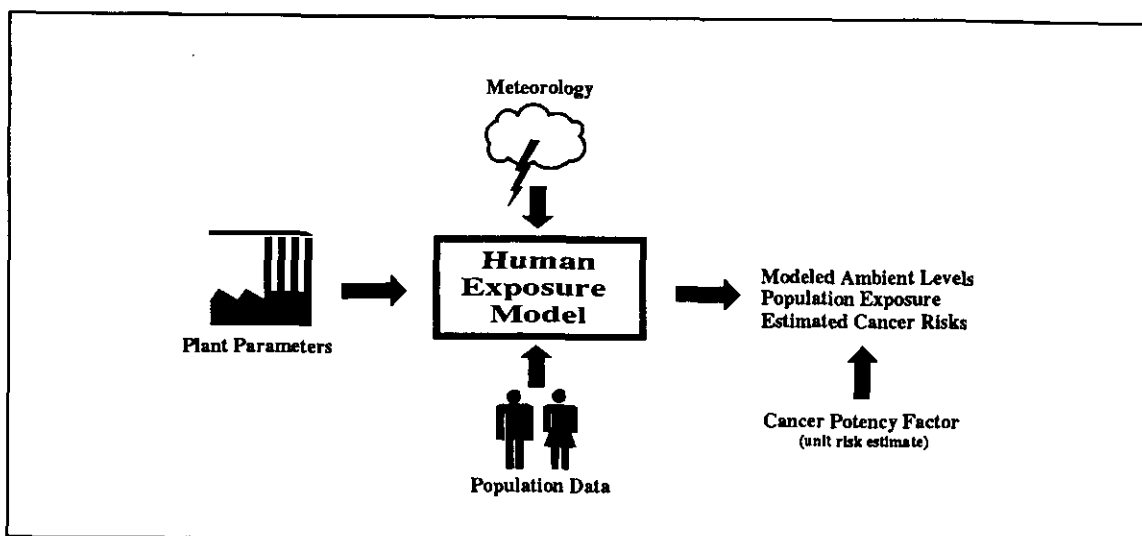 Meteorology
Human
Exposure
Model
Plant Parameters
Modeled Ambient Levels
Population Exposure
Estimated Cancer Risks
Cancer Potency Factor
(unit risk estimate)
Population Data